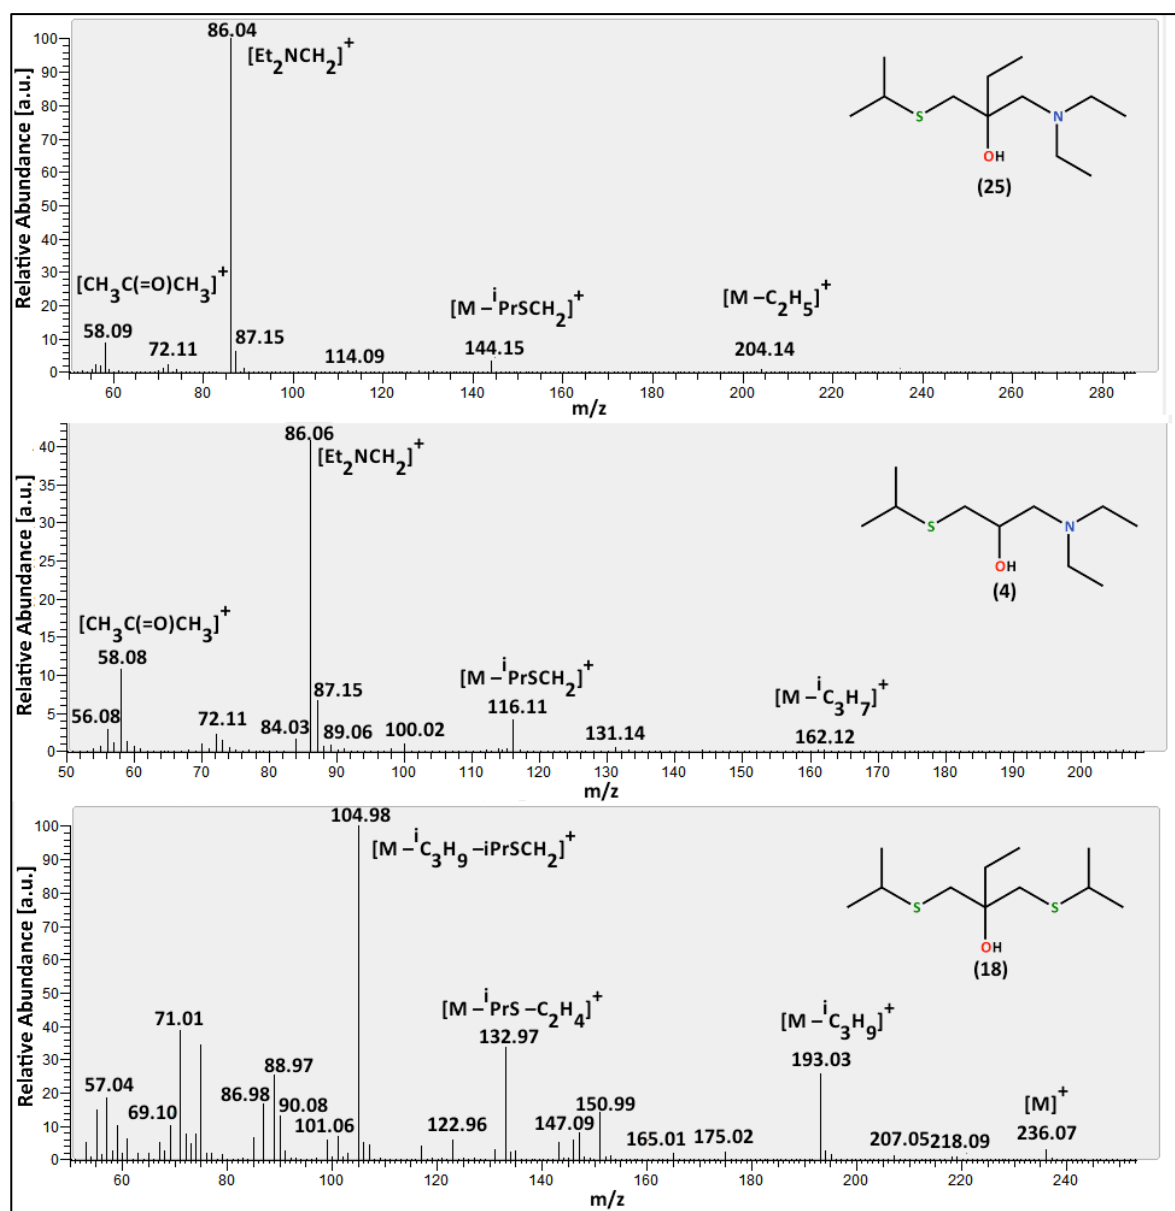 86.04
[Et2NCH2]+
100
90
80
70
60
50
40
30
20
10
0
Relative Abundance [a.u.]
[CH3C(=O)CH3]+
58.09
72.11
87.15
114.09
[M –iPrSCH2]+
144.15
[M –C2H5]+
204.14
S
N
OH
(25)
60 80 100 120 140 160 180 200 220 240 260 280
m/z
86.06
[Et2NCH2]+
40
35
30
25
20
15
10
5
0
Relative Abundance [a.u.]
[CH3C(=O)CH3]+
58.08
56.08
72.11
84.03
87.15
89.06
100.02
[M –iPrSCH2]+
116.11
131.14
[M –iC3H7]+
162.12
S
N
OH
(4)
50 60 70 80 90 100 110 120 130 140 150 160 170 180 190 200
m/z
104.98
[M –iC3H9 –iPrSCH2]+
100
90
80
70
60
50
40
30
20
10
0
Relative Abundance [a.u.]
57.04
69.10
71.01
86.98
88.97
90.08
101.06
122.96
[M –iPrS –C2H4]+
132.97
147.09
150.99
165.01
175.02
[M –iC3H9]+
193.03
207.05
218.09
[M]+
236.07
S
S
OH
(18)
60 80 100 120 140 160 180 200 220 240
m/z